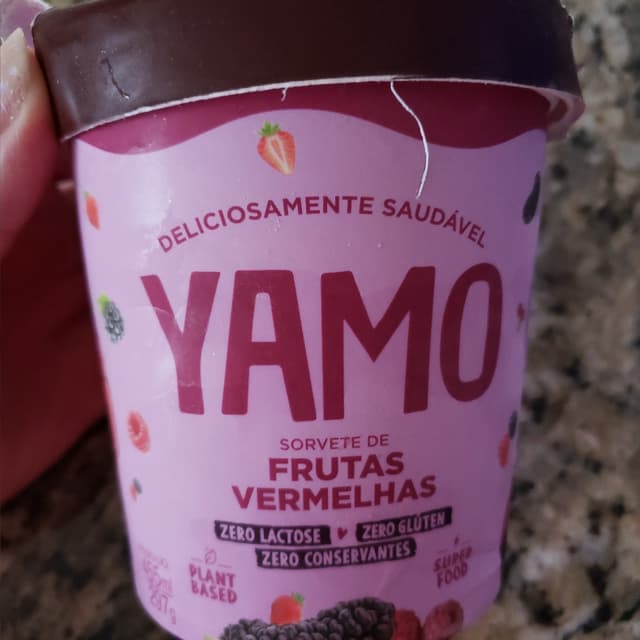 DELICIOSAMENTE SAUDÁVEL
YAMO
SORVETE DE
FRUTAS
VERMELHAS
ZERO LACTOSE ZERO GLÚTEN
ZERO CONSERVANTES
PLANT
BASED
SUPER
FOOD